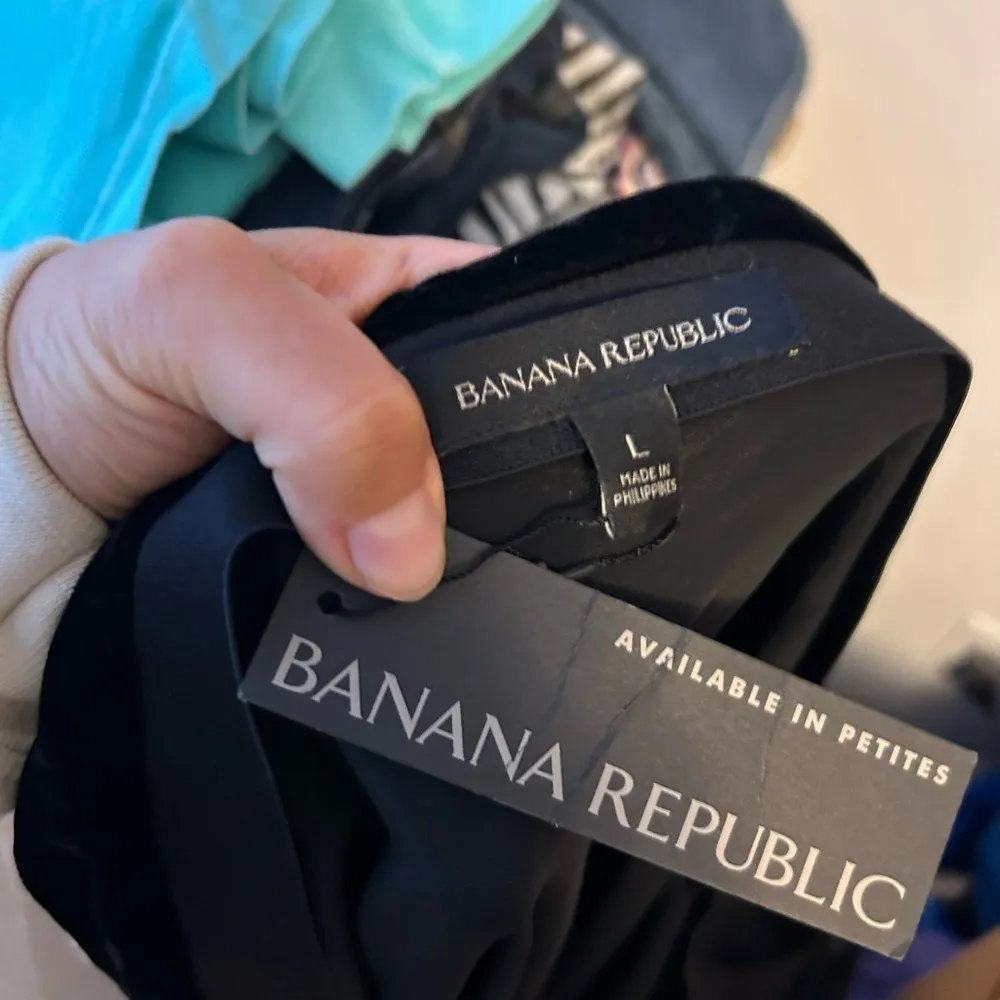 BANANA REPUBLIC
L
MADE IN
PHILIPPINES
AVAILABLE IN PETITES
BANANA REPUBLIC